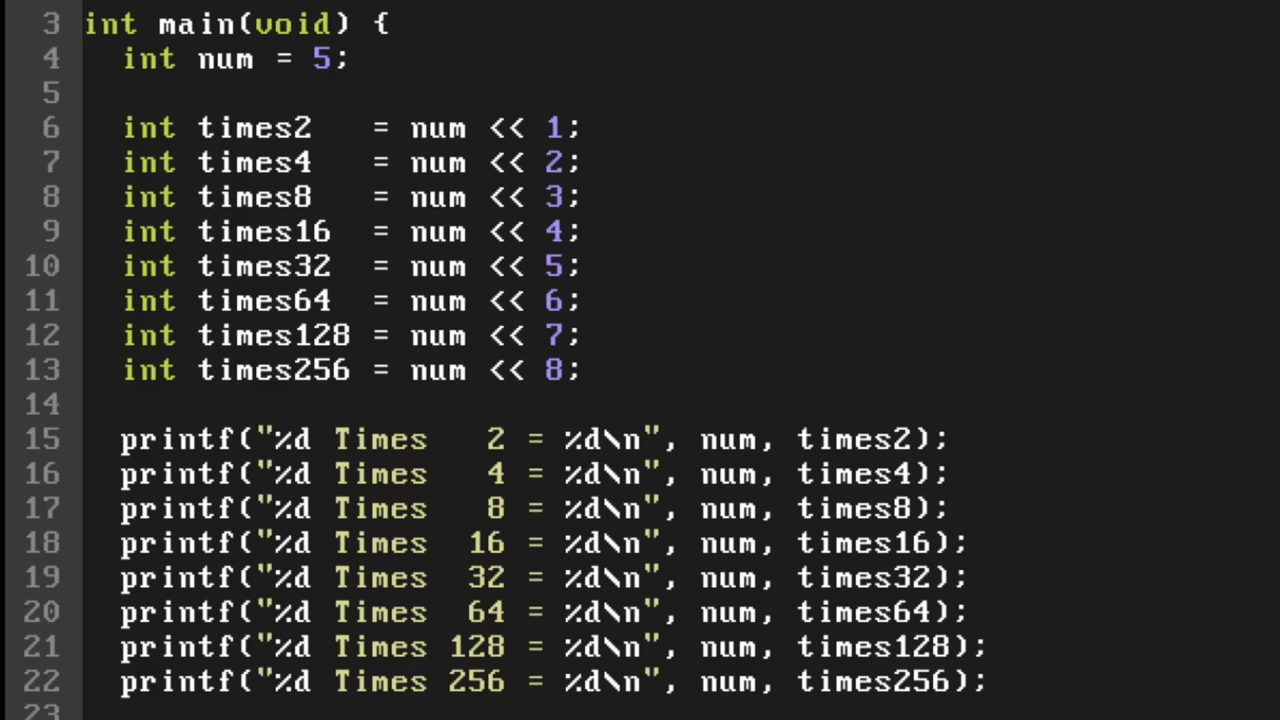 3 int main(void) {
4   int num = 5;
5
6   int times2   = num << 1;
7   int times4   = num << 2;
8   int times8   = num << 3;
9   int times16  = num << 4;
10   int times32  = num << 5;
11   int times64  = num << 6;
12   int times128 = num << 7;
13   int times256 = num << 8;
14
15   printf("%d Times   2 = %d\n", num, times2);
16   printf("%d Times   4 = %d\n", num, times4);
17   printf("%d Times   8 = %d\n", num, times8);
18   printf("%d Times  16 = %d\n", num, times16);
19   printf("%d Times  32 = %d\n", num, times32);
20   printf("%d Times  64 = %d\n", num, times64);
21   printf("%d Times 128 = %d\n", num, times128);
22   printf("%d Times 256 = %d\n", num, times256);
23